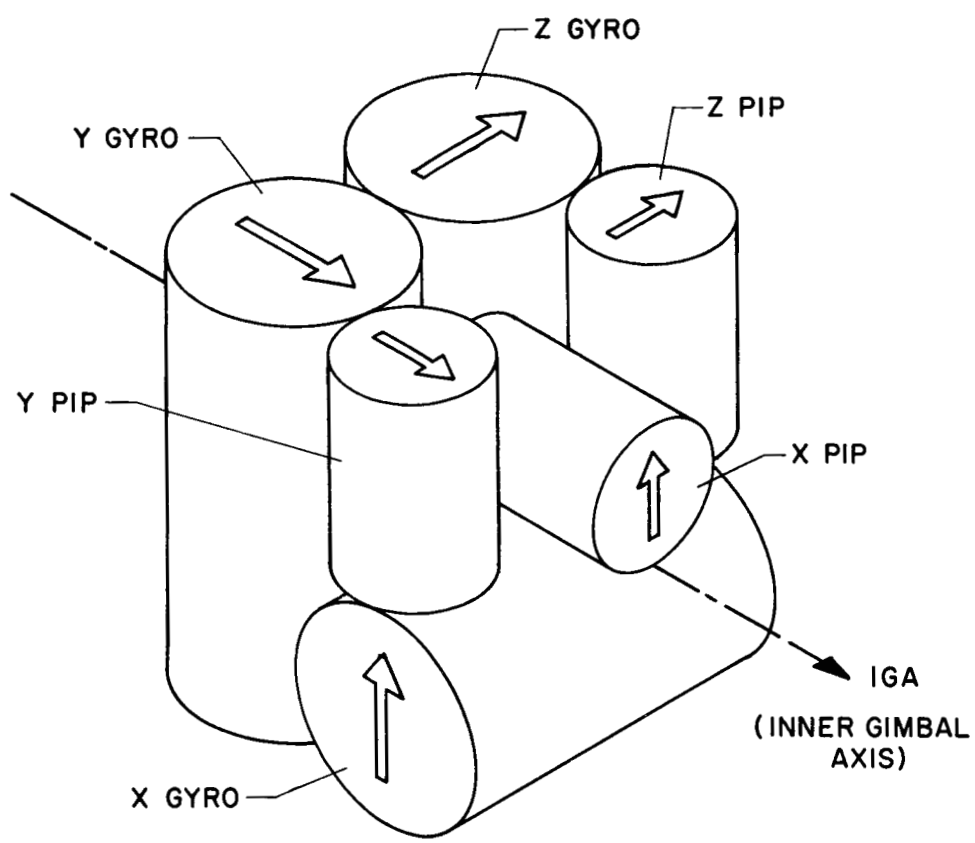 Z GYRO
Z PIP
Y GYRO
Y PIP
X PIP
IGA
(INNER GIMBAL
AXIS)
X GYRO